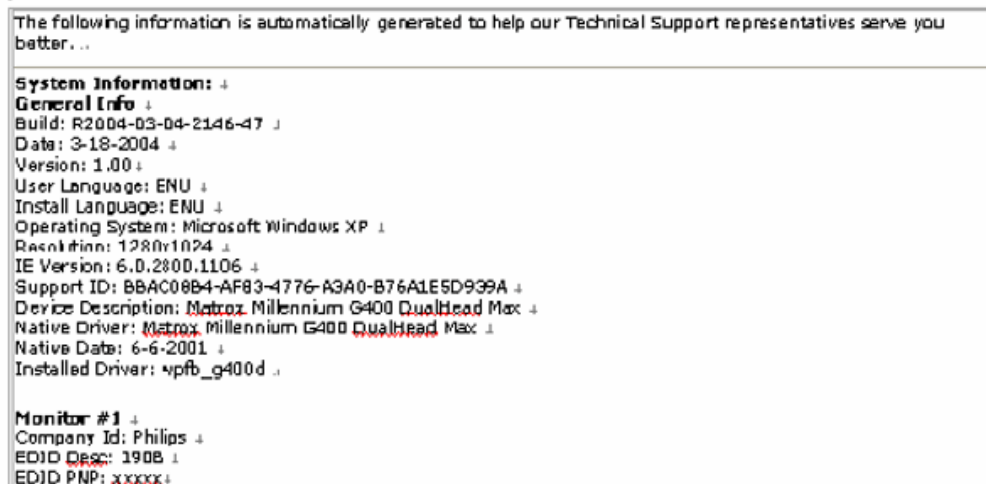 The following information is automatically generated to help our Technical Support representatives serve you
better...
System Information:
General Info
Build: R2004-03-04-2146-47
Date: 3-18-2004
Version: 1.00
User Language: ENU
Install Language: ENU
Operating System: Microsoft Windows XP
Resolution: 1280x1024
IE Version: 6.0.2800.1106
Support ID: BBAC08B4-AF83-4776-A3A0-B76A1E5D939A
Device Description: Matrox Millennium G400 DualHead Max
Native Driver: Matrox Millennium G400 DualHead Max
Native Date: 6-6-2001
Installed Driver: vpfb_g400d
Monitor #1
Company Id: Philips
EDID Desc: 190B
EDID PNP: xxxxx